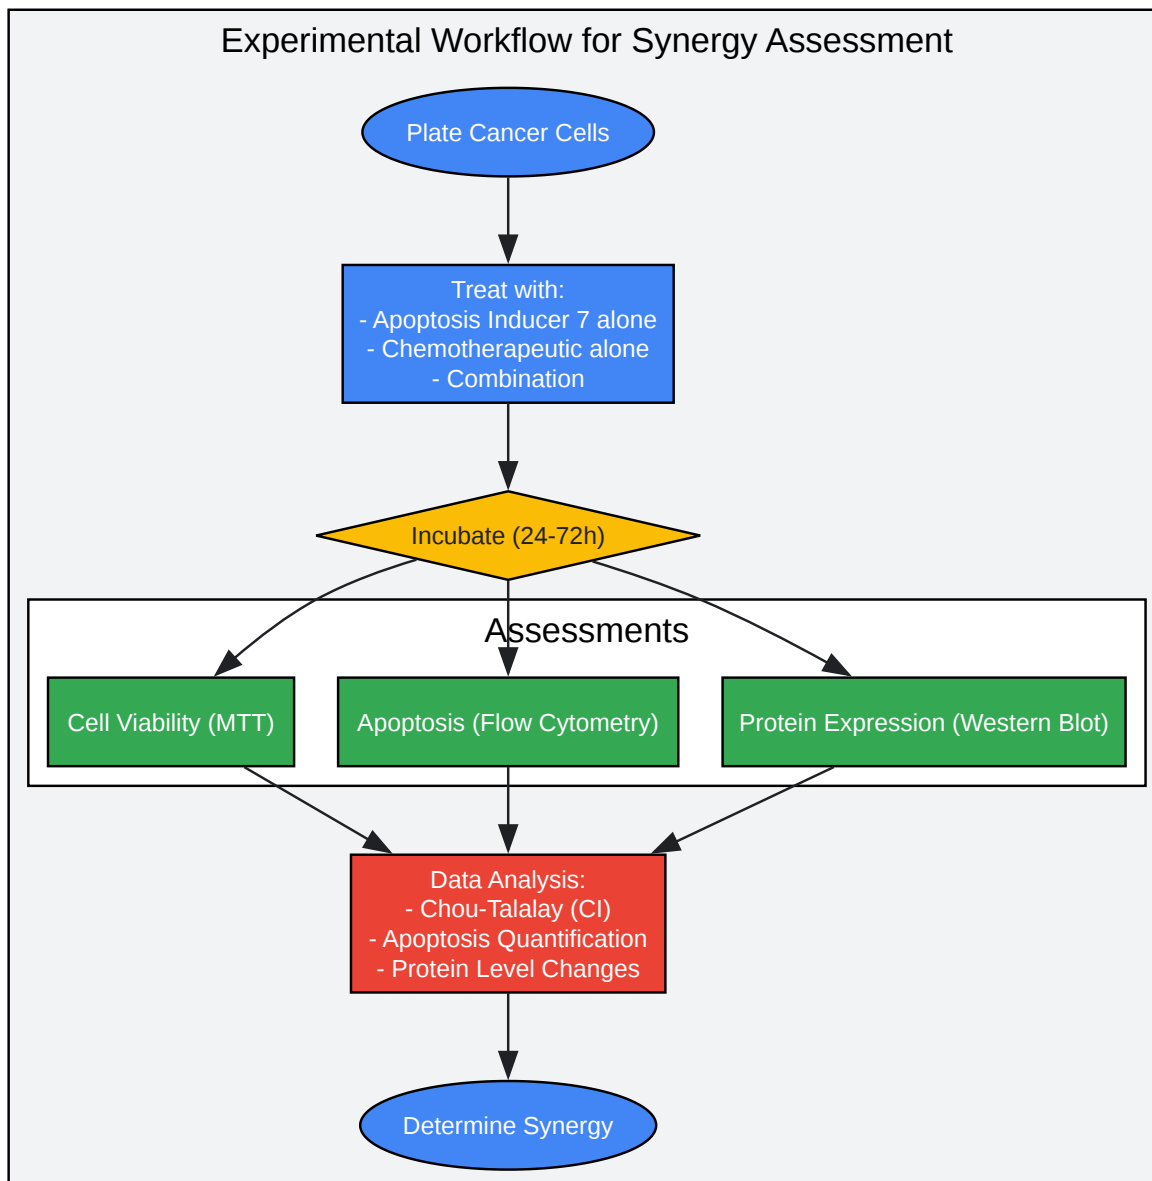 Experimental Workflow for Synergy Assessment
Plate Cancer Cells
Treat with:
- Apoptosis Inducer 7 alone
- Chemotherapeutic alone
- Combination
Incubate (24-72h)
Assessments
Cell Viability (MTT)
Apoptosis (Flow Cytometry)
Protein Expression (Western Blot)
Data Analysis:
- Chou-Talalay (CI)
- Apoptosis Quantification
- Protein Level Changes
Determine Synergy